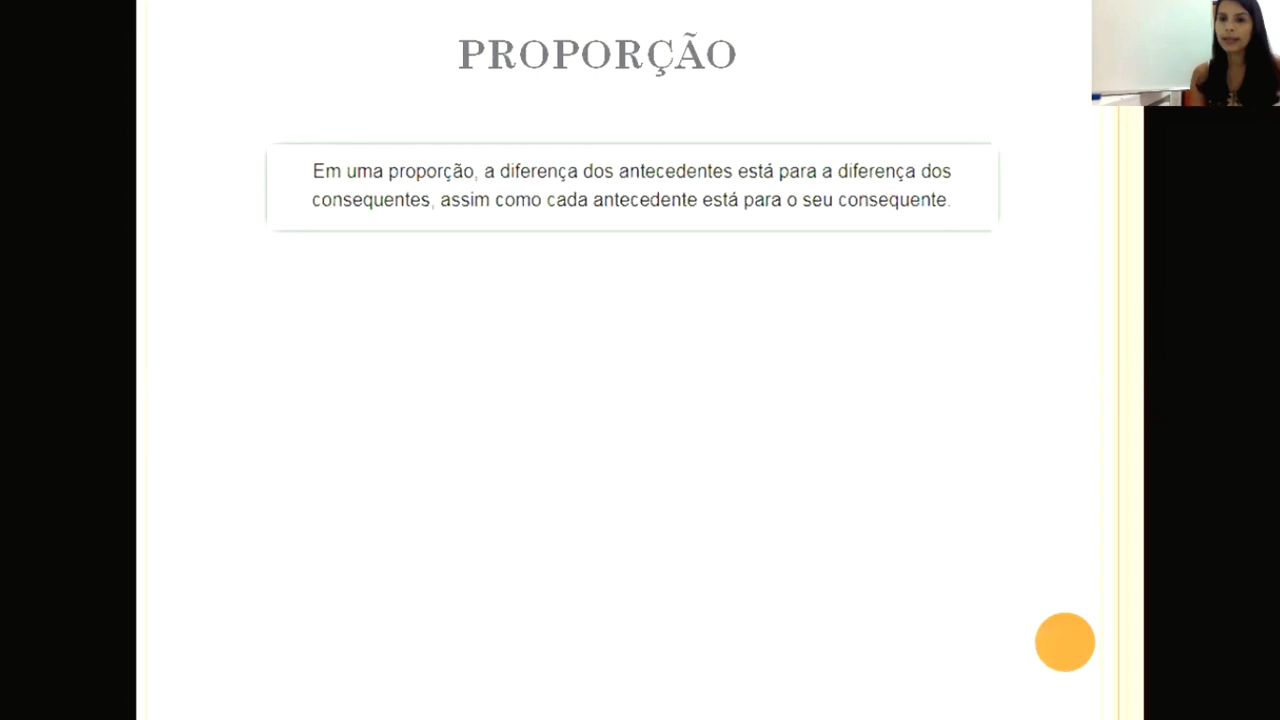 PROPORÇÃO
Em uma proporção, a diferença dos antecedentes está para a diferença dos
consequentes, assim como cada antecedente está para o seu consequente.